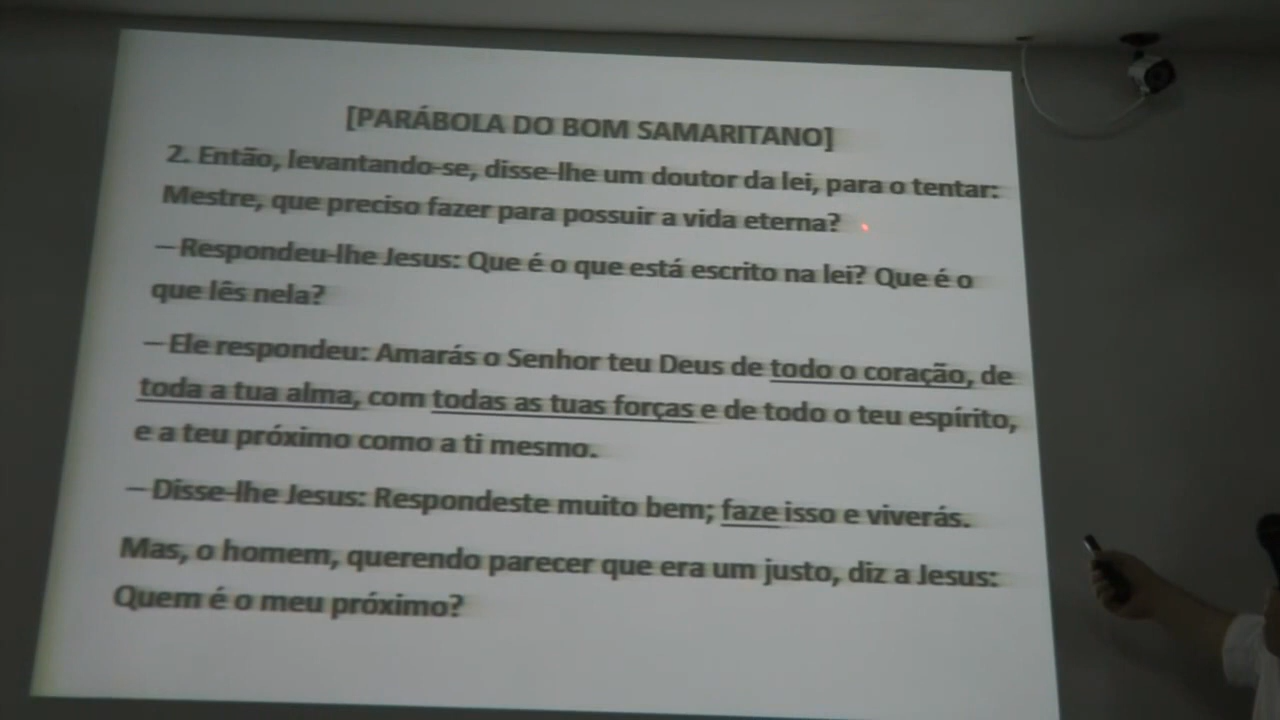 [PARÁBOLA DO BOM SAMARITANO]
2. Então, levantando-se, disse-lhe um doutor da lei, para o tentar:
Mestre, que preciso fazer para possuir a vida eterna?
— Respondeu-lhe Jesus: Que é o que está escrito na lei? Que é o
que lês nela?
— Ele respondeu: Amarás o Senhor teu Deus de todo o coração, de
toda a tua alma, com todas as tuas forças e de todo o teu espírito,
e a teu próximo como a ti mesmo.
— Disse-lhe Jesus: Respondeste muito bem; faze isso e viverás.
Mas, o homem, querendo parecer que era um justo, diz a Jesus:
Quem é o meu próximo?